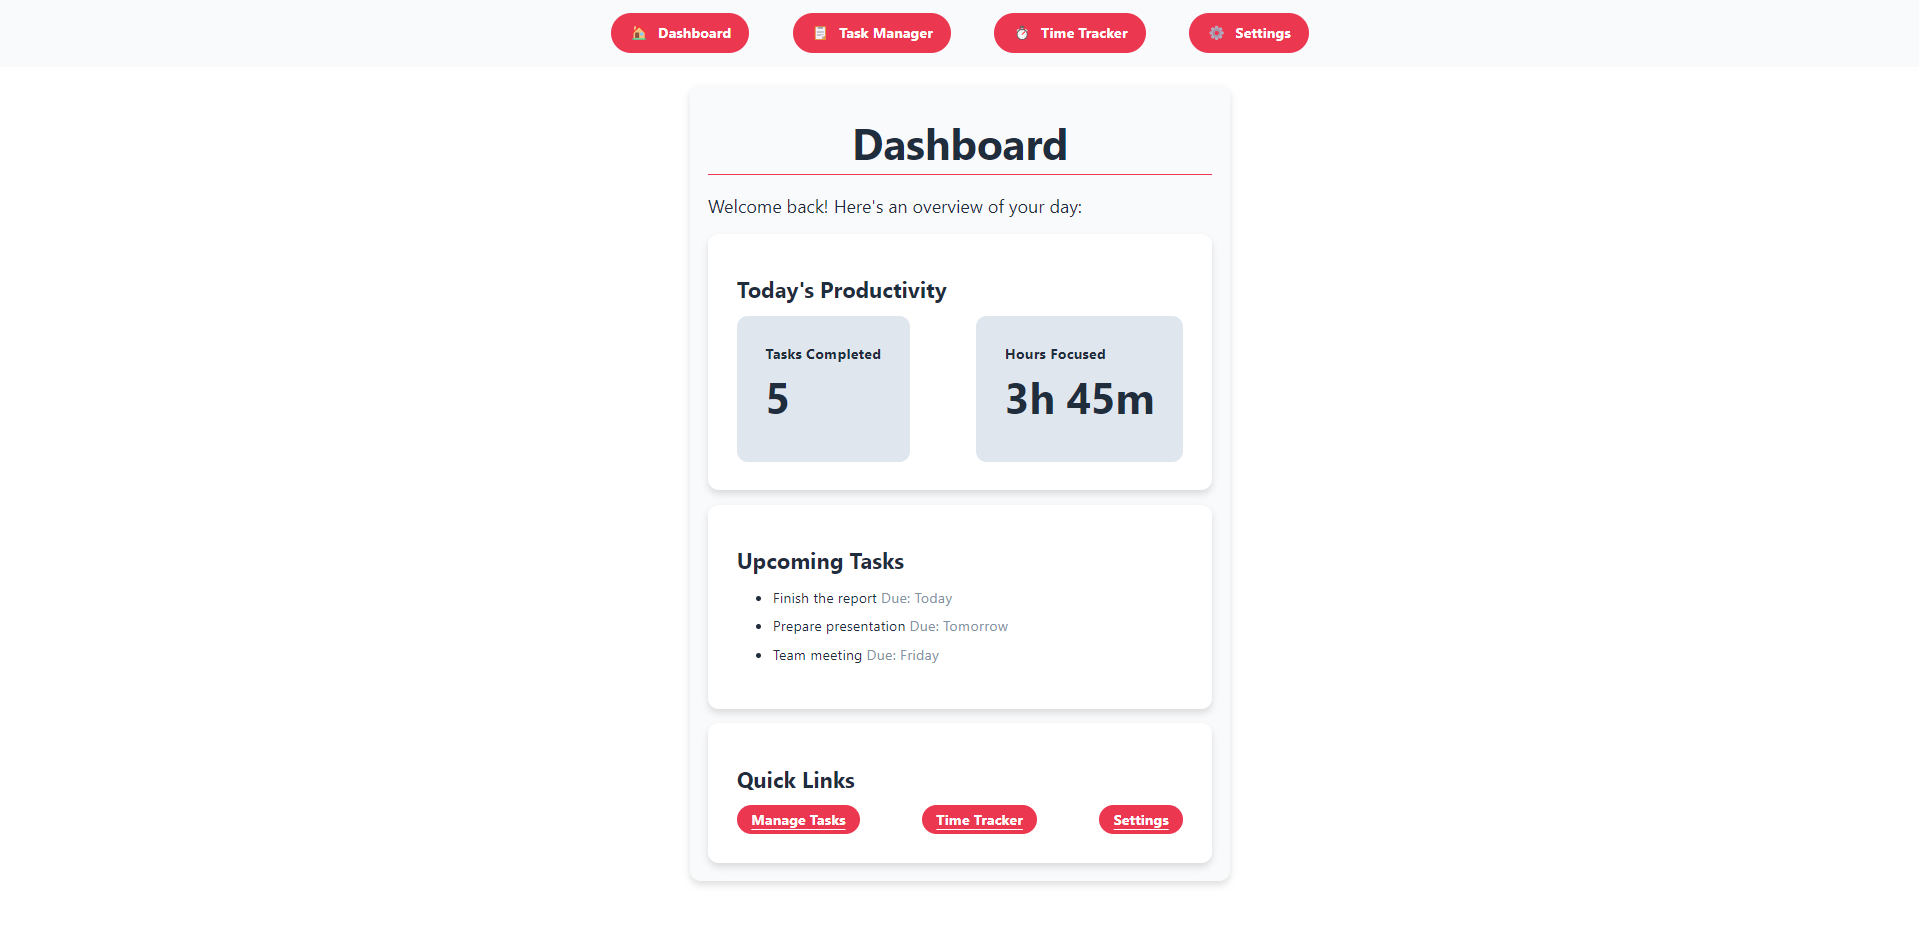 Dashboard Task Manager Time Tracker Settings
Dashboard
Welcome back! Here's an overview of your day:
Today's Productivity
Tasks Completed
5
Hours Focused
3h 45m
Upcoming Tasks
Finish the report Due: Today
Prepare presentation Due: Tomorrow
Team meeting Due: Friday
Quick Links
Manage Tasks Time Tracker Settings